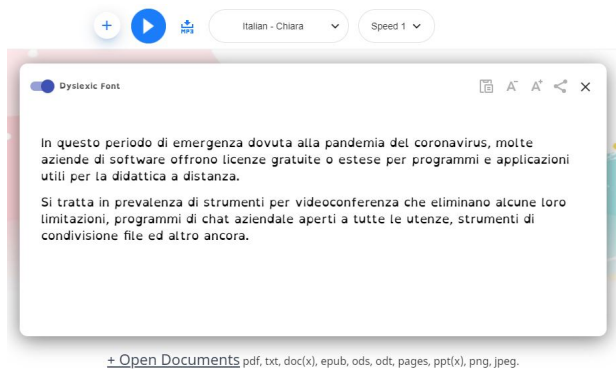 +
MP3
Italian - Chiara
Speed 1
Dyslexic Font
A-
A+
×
In questo periodo di emergenza dovuta alla pandemia del coronavirus, molte
aziende di software offrono licenze gratuite o estese per programmi e applicazioni
utili per la didattica a distanza.
Si tratta in prevalenza di strumenti per videoconferenza che eliminano alcune loro
limitazioni, programmi di chat aziendale aperti a tutte le utenze, strumenti di
condivisione file ed altro ancora.
+ Open Documents pdf, txt, doc(x), epub, ods, odt, pages, ppt(x), png, jpeg.